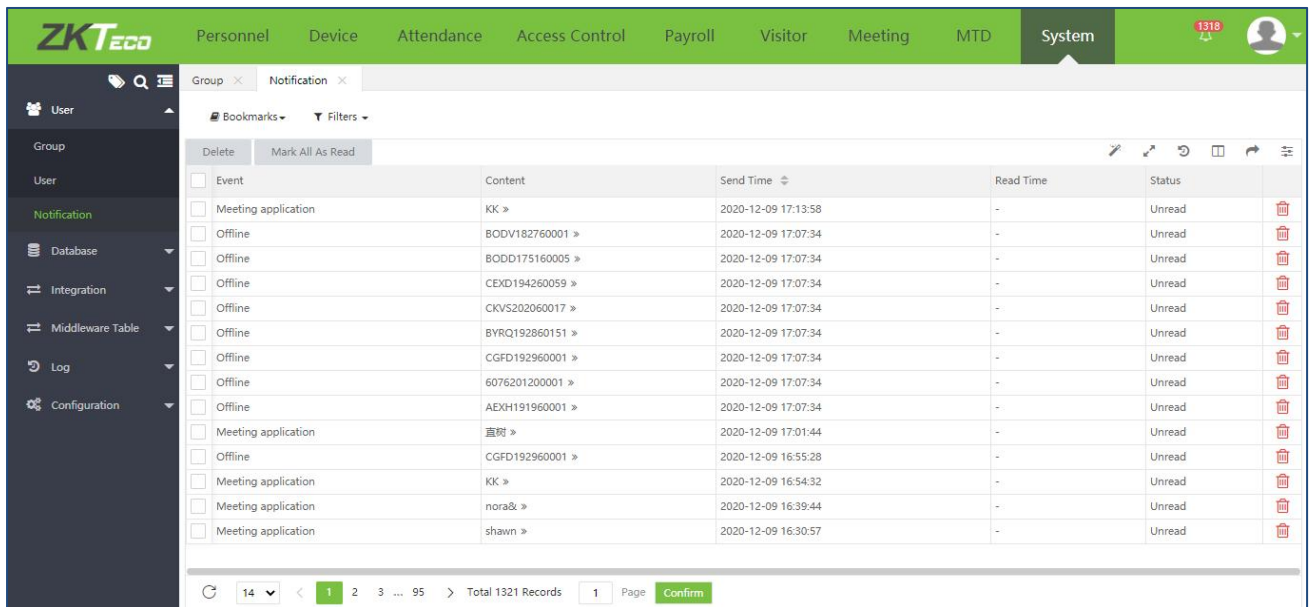 ZKTeco Personnel Device Attendance Access Control Payroll Visitor Meeting MTD System 1318
Group × Notification ×
User
Bookmarks Filters
Group
Delete Mark All As Read
User
Event Content Send Time Read Time Status
Notification
Meeting application KK » 2020-12-09 17:13:58 - Unread
Offline BODV182760001 » 2020-12-09 17:07:34 - Unread
Database
Offline BODD175160005 » 2020-12-09 17:07:34 - Unread
Offline CEXD194260059 » 2020-12-09 17:07:34 - Unread
Integration
Offline CKVS202060017 » 2020-12-09 17:07:34 - Unread
Middleware Table
Offline BYRQ192860151 » 2020-12-09 17:07:34 - Unread
Offline CGFD192960001 » 2020-12-09 17:07:34 - Unread
Log
Offline 6076201200001 » 2020-12-09 17:07:34 - Unread
Configuration
Offline AEXH191960001 » 2020-12-09 17:07:34 - Unread
Meeting application 直树 » 2020-12-09 17:01:44 - Unread
Offline CGFD192960001 » 2020-12-09 16:55:28 - Unread
Meeting application KK » 2020-12-09 16:54:32 - Unread
Meeting application nora& » 2020-12-09 16:39:44 - Unread
Meeting application shawn » 2020-12-09 16:30:57 - Unread
14 < 1 2 3 ... 95 > Total 1321 Records 1 Page Confirm